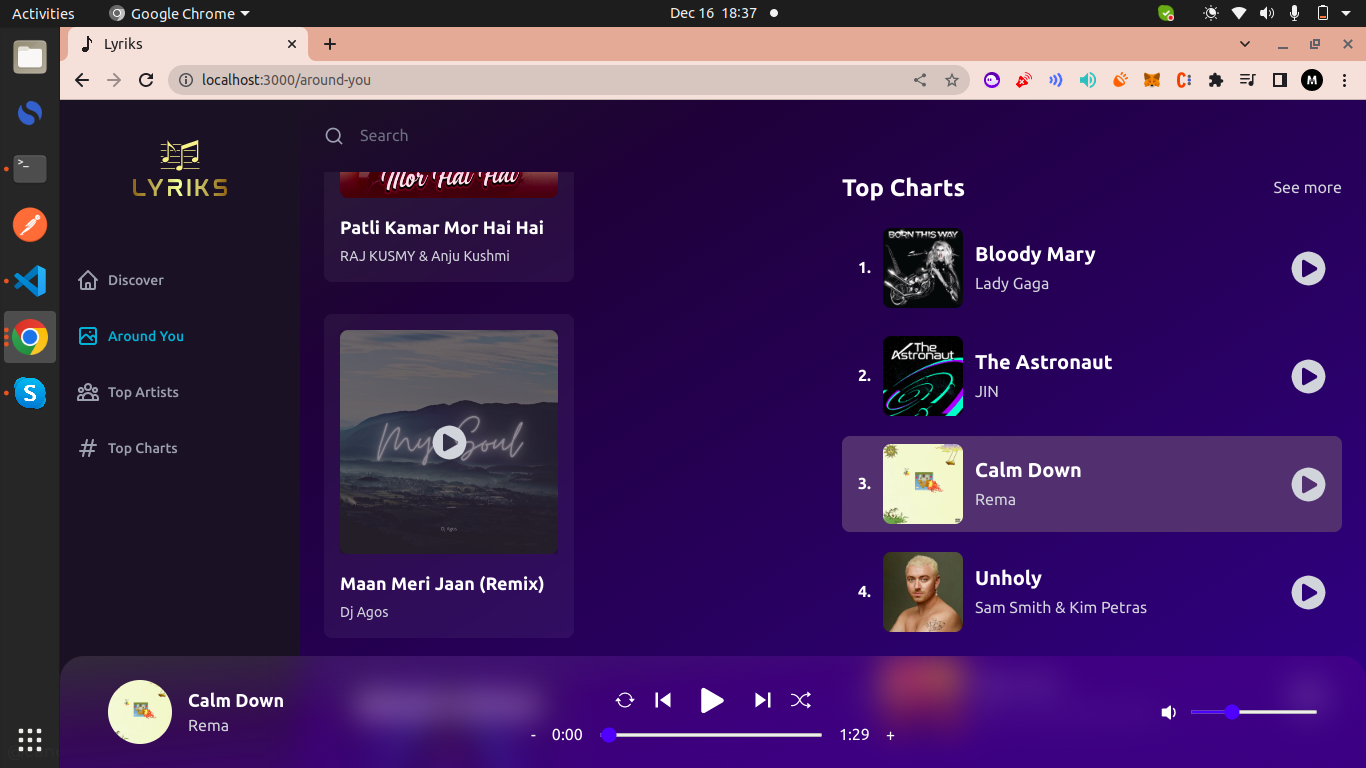 Activities
Google Chrome
Dec 16 18:37
Lyriks
localhost:3000/around-you
M
LYRIKS
Discover
Around You
Top Artists
Top Charts
Search
Mor Hai Hai
Patli Kamar Mor Hai Hai
RAJ KUSMY & Anju Kushmi
My Soul
Dj Agos
Maan Meri Jaan (Remix)
Dj Agos
Top Charts
See more
1.
BORN THIS WAY
Bloody Mary
Lady Gaga
2.
The
Astronaut
The Astronaut
JIN
3.
Calm Down
Rema
4.
Unholy
Sam Smith & Kim Petras
Calm Down
Rema
- 0:00
1:29 +